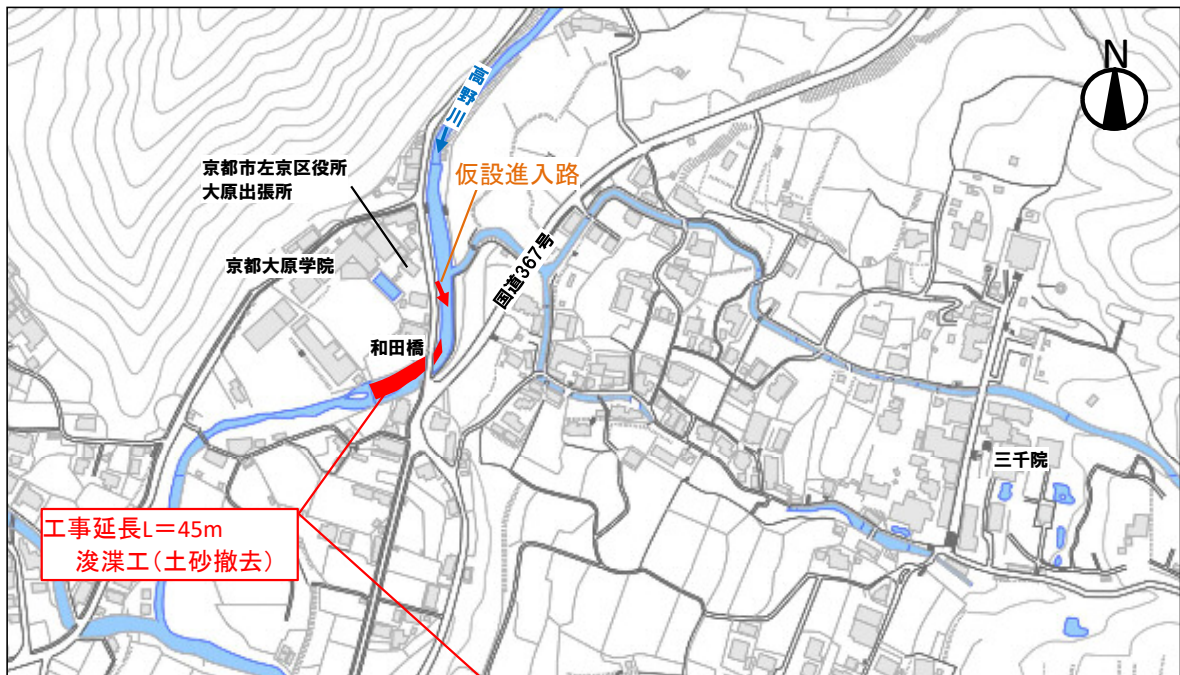 N
高野川
京都市左京区役所
大原出張所
仮設進入路
京都大原学院
国道367号
和田橋
三千院
工事延長L＝45m
浚渫工（土砂撤去）